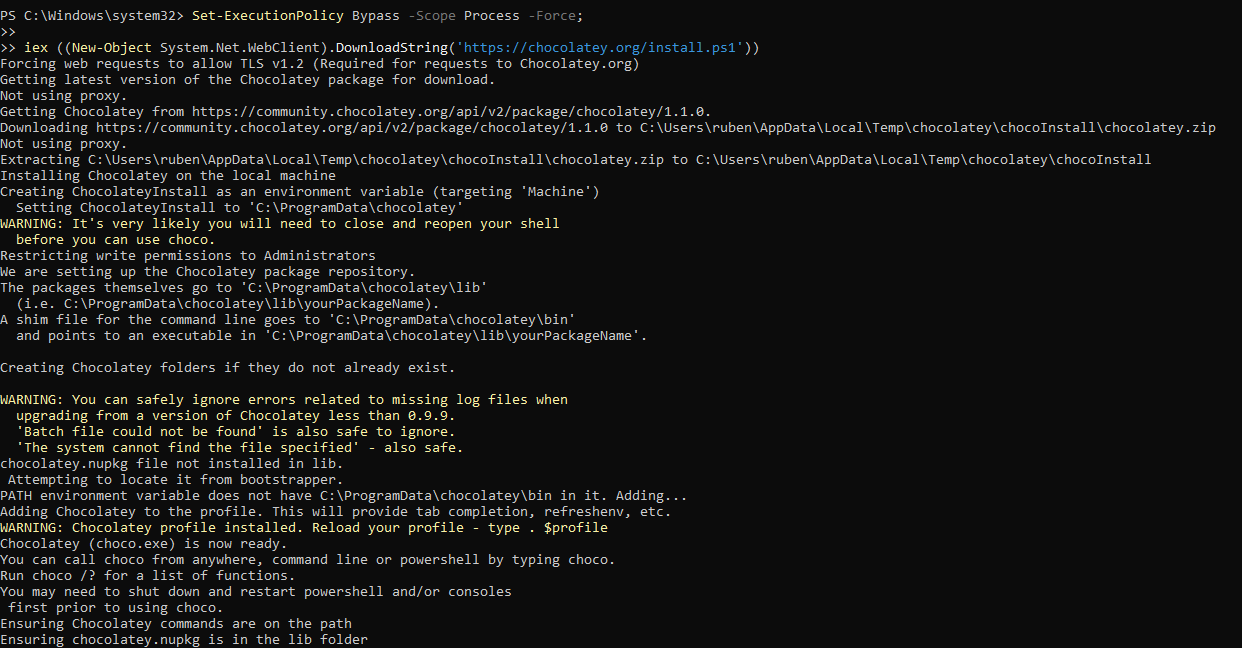 PS C:\Windows\system32> Set-ExecutionPolicy Bypass -Scope Process -Force;
>>
>> iex ((New-Object System.Net.WebClient).DownloadString('https://chocolatey.org/install.ps1'))
Forcing web requests to allow TLS v1.2 (Required for requests to Chocolatey.org)
Getting latest version of the Chocolatey package for download.
Not using proxy.
Getting Chocolatey from https://community.chocolatey.org/api/v2/package/chocolatey/1.1.0.
Downloading https://community.chocolatey.org/api/v2/package/chocolatey/1.1.0 to C:\Users\ruben\AppData\Local\Temp\chocolatey\chocoInstall\chocolatey.zip
Not using proxy.
Extracting C:\Users\ruben\AppData\Local\Temp\chocolatey\chocoInstall\chocolatey.zip to C:\Users\ruben\AppData\Local\Temp\chocolatey\chocoInstall
Installing Chocolatey on the local machine
Creating ChocolateyInstall as an environment variable (targeting 'Machine')
  Setting ChocolateyInstall to 'C:\ProgramData\chocolatey'
WARNING: It's very likely you will need to close and reopen your shell
  before you can use choco.
Restricting write permissions to Administrators
We are setting up the Chocolatey package repository.
The packages themselves go to 'C:\ProgramData\chocolatey\lib'
  (i.e. C:\ProgramData\chocolatey\lib\yourPackageName).
A shim file for the command line goes to 'C:\ProgramData\chocolatey\bin'
  and points to an executable in 'C:\ProgramData\chocolatey\lib\yourPackageName'.

Creating Chocolatey folders if they do not already exist.

WARNING: You can safely ignore errors related to missing log files when
  upgrading from a version of Chocolatey less than 0.9.9.
  'Batch file could not be found' is also safe to ignore.
  'The system cannot find the file specified' - also safe.
chocolatey.nupkg file not installed in lib.
 Attempting to locate it from bootstrapper.
PATH environment variable does not have C:\ProgramData\chocolatey\bin in it. Adding...
Adding Chocolatey to the profile. This will provide tab completion, refreshenv, etc.
WARNING: Chocolatey profile installed. Reload your profile - type . $profile
Chocolatey (choco.exe) is now ready.
You can call choco from anywhere, command line or powershell by typing choco.
Run choco /? for a list of functions.
You may need to shut down and restart powershell and/or consoles
 first prior to using choco.
Ensuring Chocolatey commands are on the path
Ensuring chocolatey.nupkg is in the lib folder